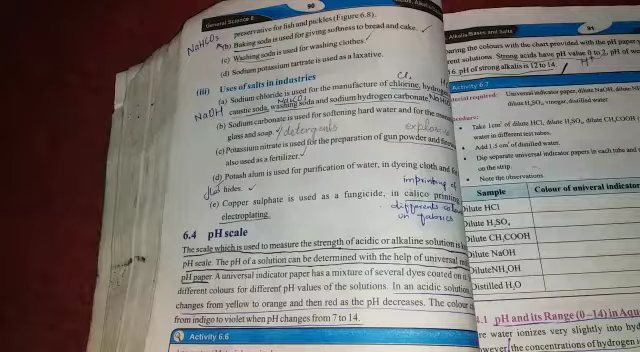 General Science 8
90
preservative for fish and pickles (Figure 6.8).
NaHCO3 (b) Baking soda is used for giving softness to bread and cake.
(c) Washing soda is used for washing clothes
(d) Sodium potassium tartrate is used as a laxative.
(iii) Uses of salts in industries
Cl
(a) Sodium chloride is used for the manufacture of chlorine, hydrogen
NaOH caustic soda, washing soda and sodium hydrogen carbonate
(b) Sodium carbonate is used for softening hard water and for the
glass and soap. / detergents
explosive
(c) Potassium nitrate is used for the preparation of gun powder and
also used as a fertilizer.
(d) Potash alum is used for purification of water, in dyeing cloth and
hides.
imprinting of
(e) Copper sulphate is used as a fungicide, in calico printing
electroplating.
differents
on fabrics
6.4 pH scale
The scale which is used to measure the strength of acidic or alkaline solution is
pH scale. The pH of a solution can be determined with the help of universal
pH paper. A universal indicator paper has a mixture of several dyes coated on
different colours for different pH values of the solutions. In an acidic solution,
changes from yellow to orange and then red as the pH decreases. The colour
from indigo to violet when pH changes from 7 to 14.
Activity 6.6
Alkalis/Bases and Salts
91
aring the colours with the chart provided with the pH paper
rent solutions. Strong acids have pH value 0 to 2, pH of
pH of strong alkalis is 12 to 14.
H+
Activity 6.7
Universal indicator paper, dilute NaOH, dilute
dilute H2SO4, vinegar, distilled water
Take 1cm3 of dilute HCl, dilute H2SO4, dilute CH3COOH
water in different test tubes.
Add 1.5 cm3 of distilled water.
Dip separate universal indicator papers in each tube and
on the strip.
Note the observations
Sample Colour of univeral indicator
Dilute HCl
Dilute H2SO4
Dilute CH3COOH
Dilute NaOH
DiluteNH4OH
Distilled H2O
4.1 pH and its Range (0–14) in
re water ionizes very slightly into
owever, the concentrations of hydrogen